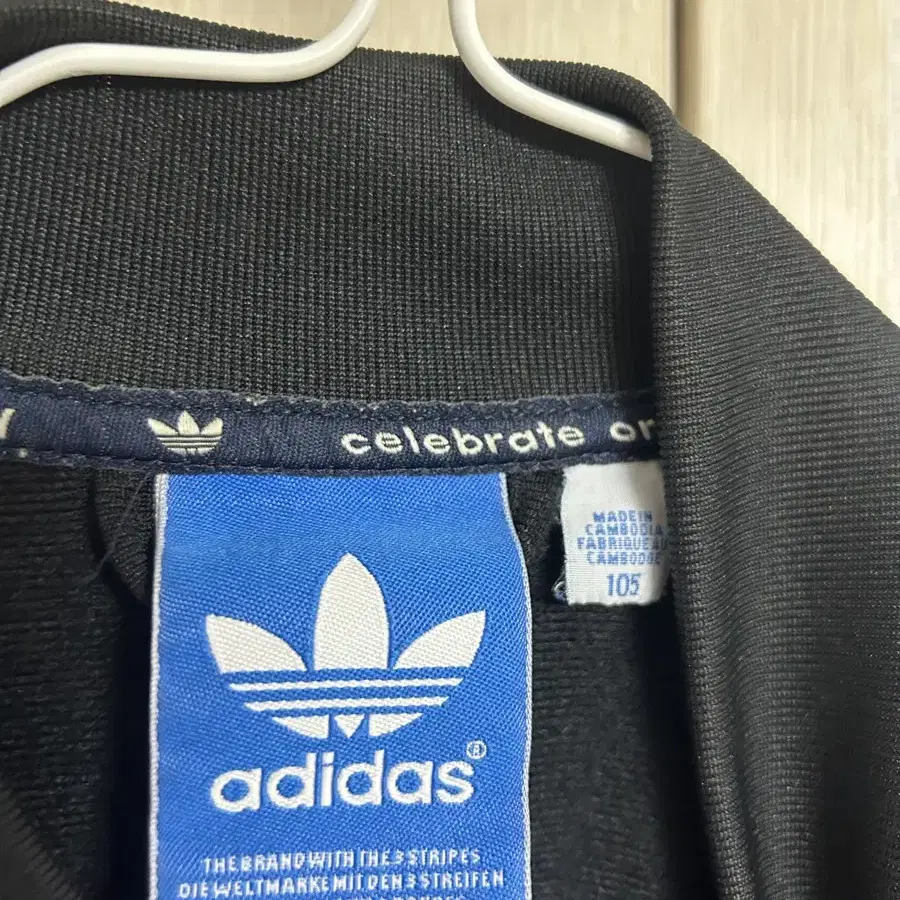 celebrate or
MADE IN
CAMBODIA
FABRIQUE AU
CAMBODGE
105
adidas®
THE BRAND WITH THE 3 STRIPES
DIE WELTMARKE MIT DEN 3 STREIFEN